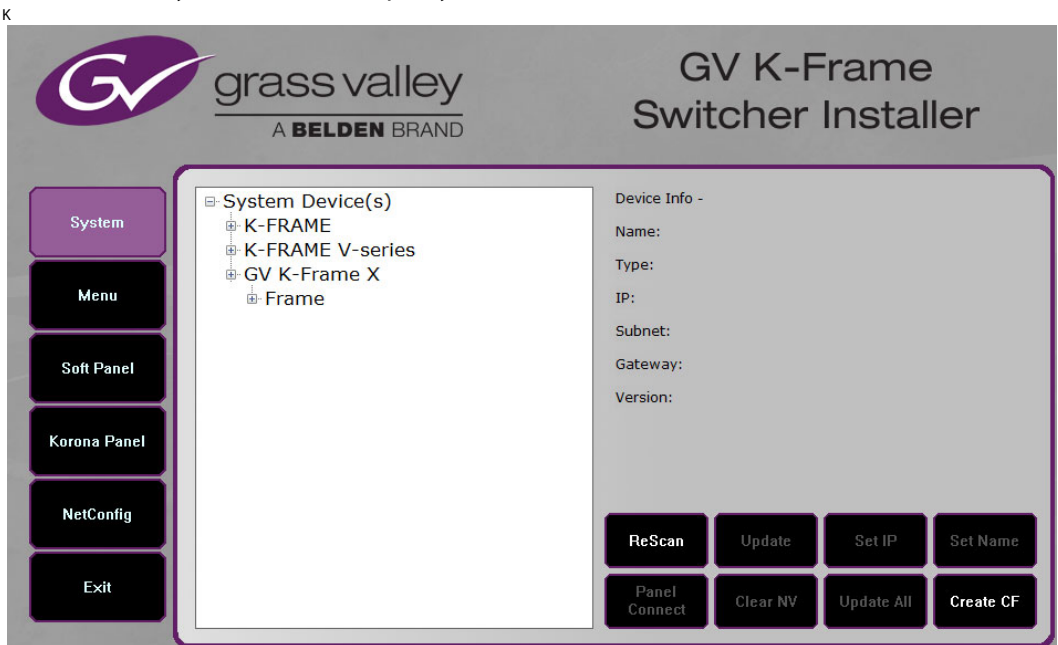 K
GV
grass valley
A BELDEN BRAND
GV K-Frame
Switcher Installer
System
Menu
Soft Panel
Korona Panel
NetConfig
Exit
System Device(s)
K-FRAME
K-FRAME V-series
GV K-Frame X
Frame
Device Info -
Name:
Type:
IP:
Subnet:
Gateway:
Version:
ReScan
Update
Set IP
Set Name
Panel
Connect
Clear NV
Update All
Create CF